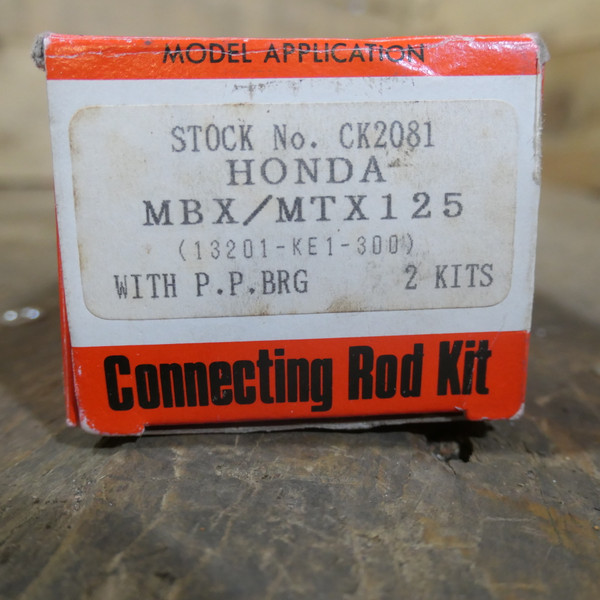 MODEL APPLICATION
STOCK No. CK2081
HONDA
MBX/MTX125
(13201-KE1-300)
WITH P.P.BRG 2 KITS
Connecting Rod Kit